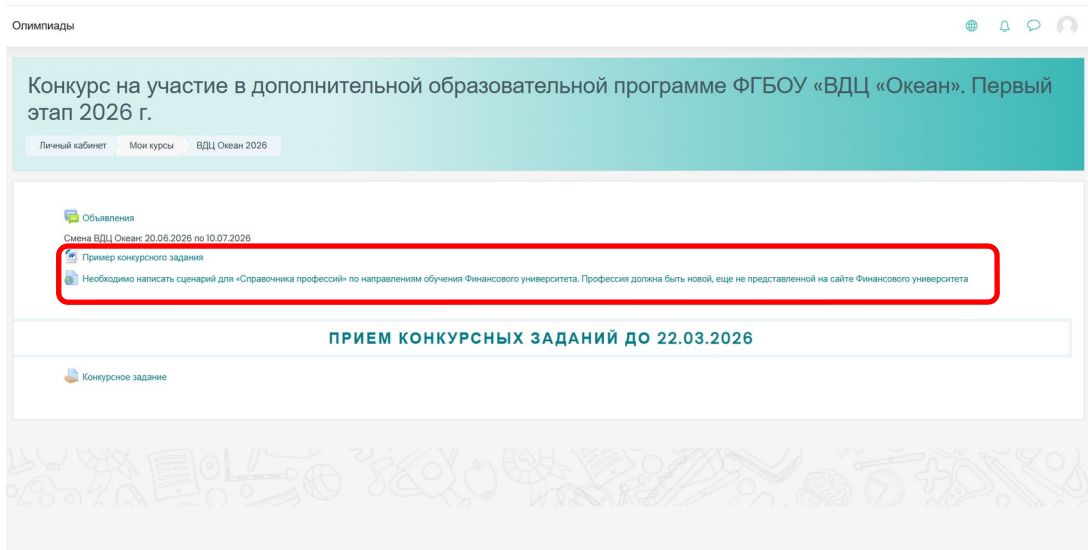 Олимпиады
Конкурс на участие в дополнительной образовательной программе ФГБОУ «ВДЦ «Океан». Первый
этап 2026 г.
Личный кабинет Мои курсы ВДЦ Океан 2026
Объявления
Смена ВДЦ Океан: 20.06.2026 по 10.07.2026
Пример конкурсного задания
Необходимо написать сценарий для «Справочника профессий» по направлениям обучения Финансового университета. Профессия должна быть новой, еще не представленной на сайте Финансового университета
ПРИЕМ КОНКУРСНЫХ ЗАДАНИЙ ДО 22.03.2026
Конкурсное задание